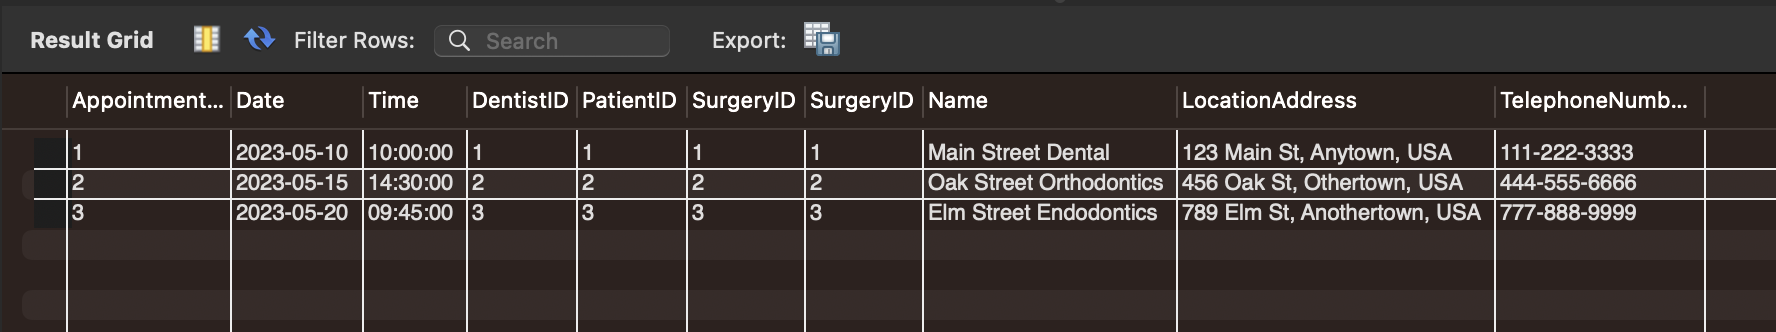 Result Grid Filter Rows: Search Export:
Appointment... Date Time DentistID PatientID SurgeryID SurgeryID Name LocationAddress TelephoneNumb...
1 2023-05-10 10:00:00 1 1 1 1 Main Street Dental 123 Main St, Anytown, USA 111-222-3333
2 2023-05-15 14:30:00 2 2 2 2 Oak Street Orthodontics 456 Oak St, Othertown, USA 444-555-6666
3 2023-05-20 09:45:00 3 3 3 3 Elm Street Endodontics 789 Elm St, Anothertown, USA 777-888-9999